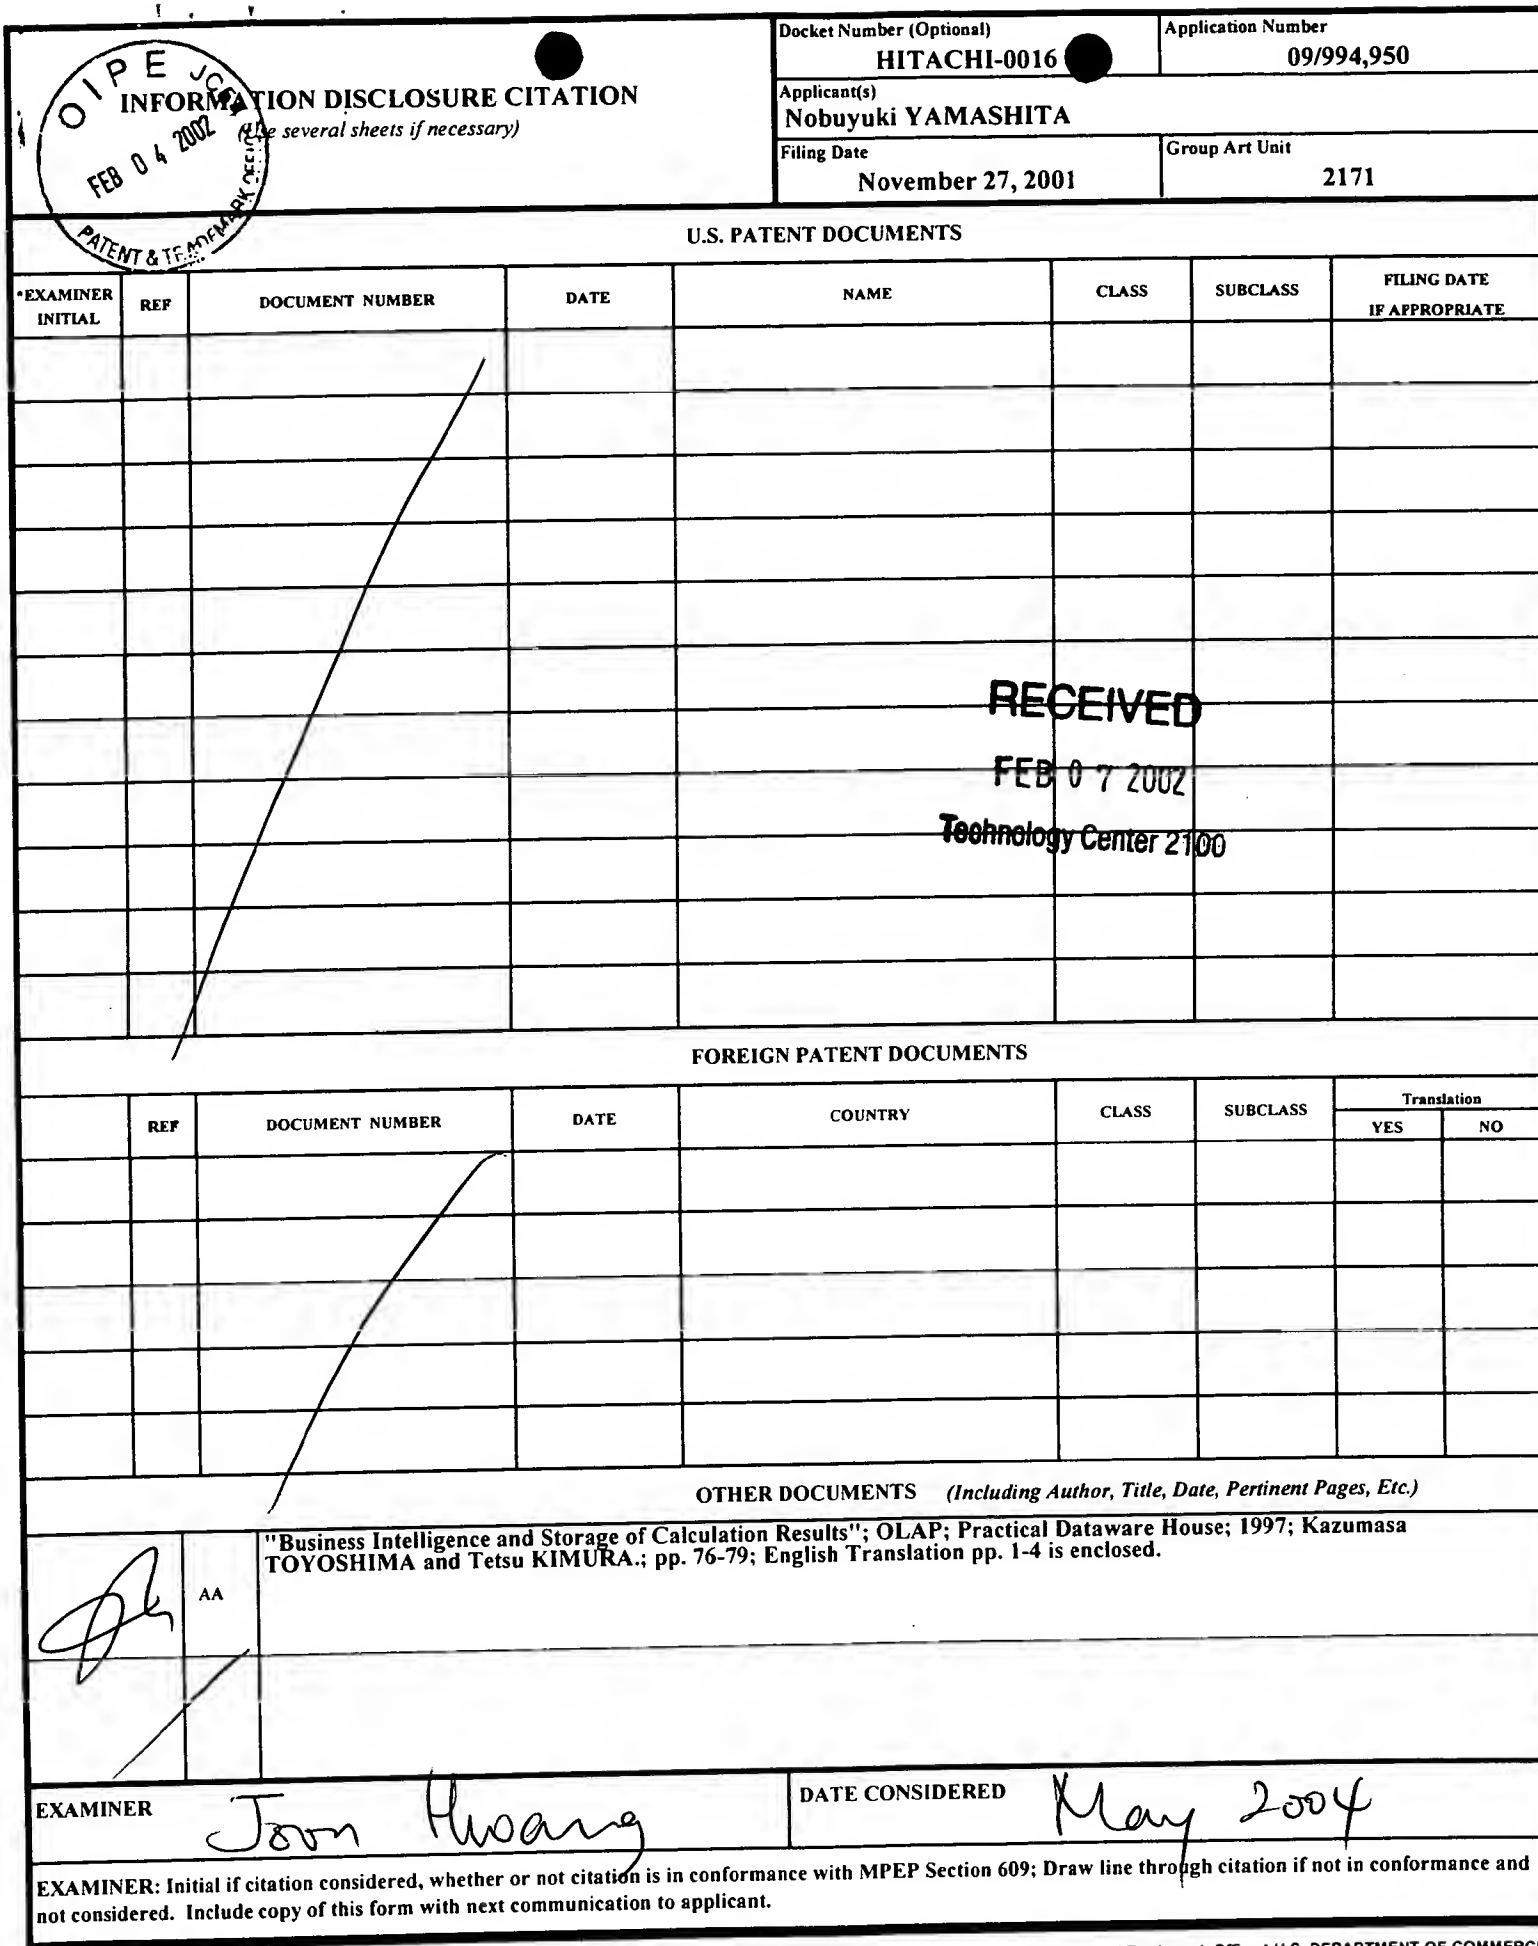 Docket Number (Optional)
HITACHI-0016
Application Number
09/994,950
OIPE
FEB 04 2002
PATENT & TRADEMARK OFFICE
INFORMATION DISCLOSURE CITATION
(Use several sheets if necessary)
Applicant(s)
Nobuyuki YAMASHITA
Filing Date
November 27, 2001
Group Art Unit
2171
U.S. PATENT DOCUMENTS
*EXAMINER INITIAL REF DOCUMENT NUMBER DATE NAME CLASS SUBCLASS FILING DATE IF APPROPRIATE
RECEIVED
FEB 07 2002
Technology Center 2100
FOREIGN PATENT DOCUMENTS
REF DOCUMENT NUMBER DATE COUNTRY CLASS SUBCLASS Translation
YES NO
OTHER DOCUMENTS (Including Author, Title, Date, Pertinent Pages, Etc.)
AA
"Business Intelligence and Storage of Calculation Results"; OLAP; Practical Dataware House; 1997; Kazumasa
TOYOSHIMA and Tetsu KIMURA.; pp. 76-79; English Translation pp. 1-4 is enclosed.
EXAMINER Joon Hwang
DATE CONSIDERED May 2004
EXAMINER: Initial if citation considered, whether or not citation is in conformance with MPEP Section 609; Draw line through citation if not in conformance and
not considered. Include copy of this form with next communication to applicant.
U.S. DEPARTMENT OF COMMERCE